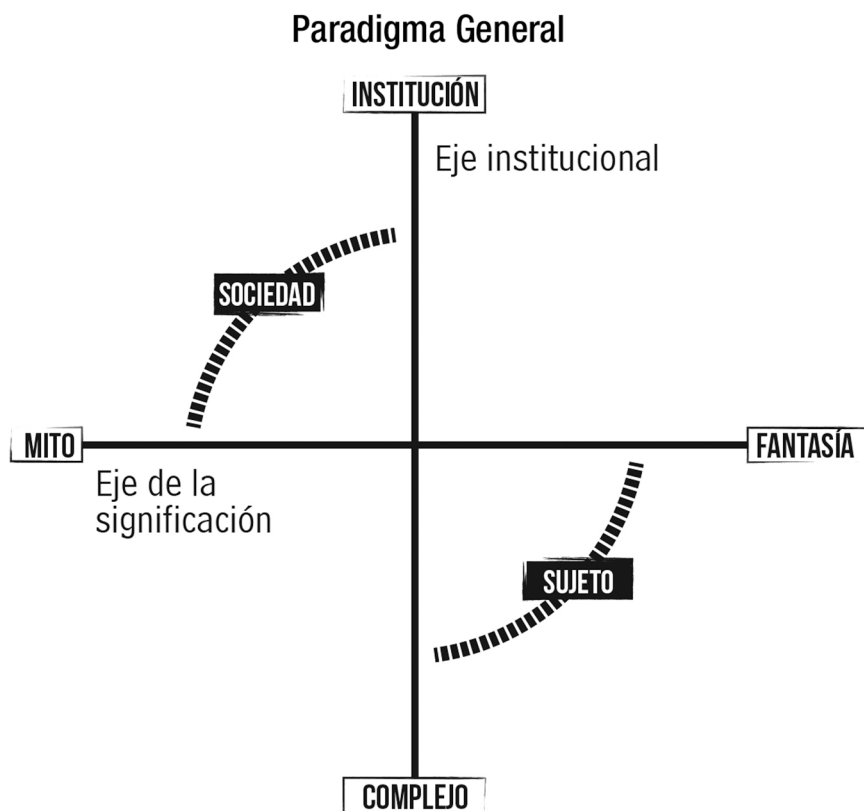 Paradigma General
INSTITUCIÓN
Eje institucional
SOCIEDAD
MITO
FANTASÍA
Eje de la
significación
SUJETO
COMPLEJO